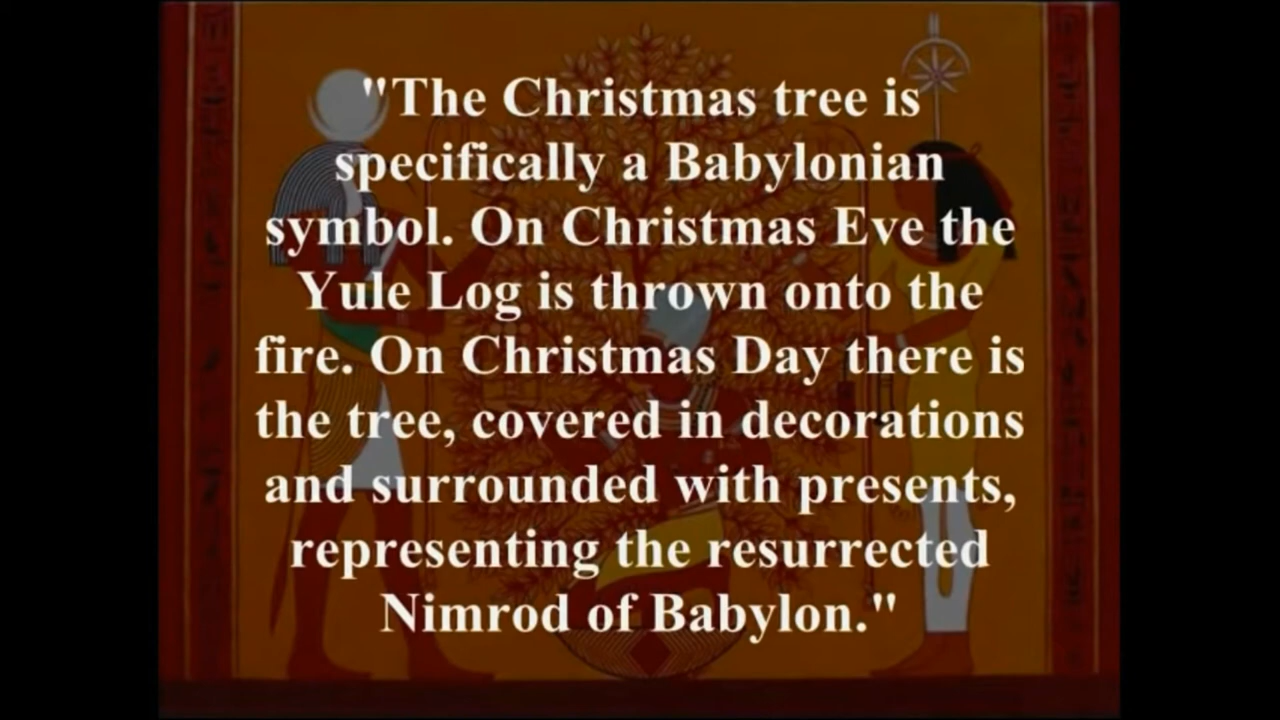 "The Christmas tree is
specifically a Babylonian
symbol. On Christmas Eve the
Yule Log is thrown onto the
fire. On Christmas Day there is
the tree, covered in decorations
and surrounded with presents,
representing the resurrected
Nimrod of Babylon."